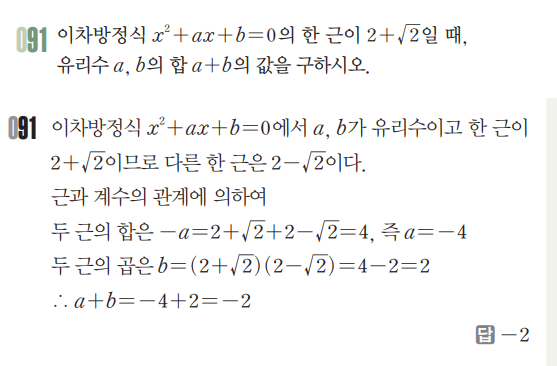 091 이차방정식 x²+ax+b=0의 한 근이 2+√2일 때,
유리수 a, b의 합 a+b의 값을 구하시오.
091 이차방정식 x²+ax+b=0에서 a, b가 유리수이고 한 근이
2+√2이므로 다른 한 근은 2-√2이다.
근과 계수의 관계에 의하여
두 근의 합은 -a=2+√2+2-√2=4, 즉 a=-4
두 근의 곱은 b=(2+√2)(2-√2)=4-2=2
∴ a+b=-4+2=-2
답 -2